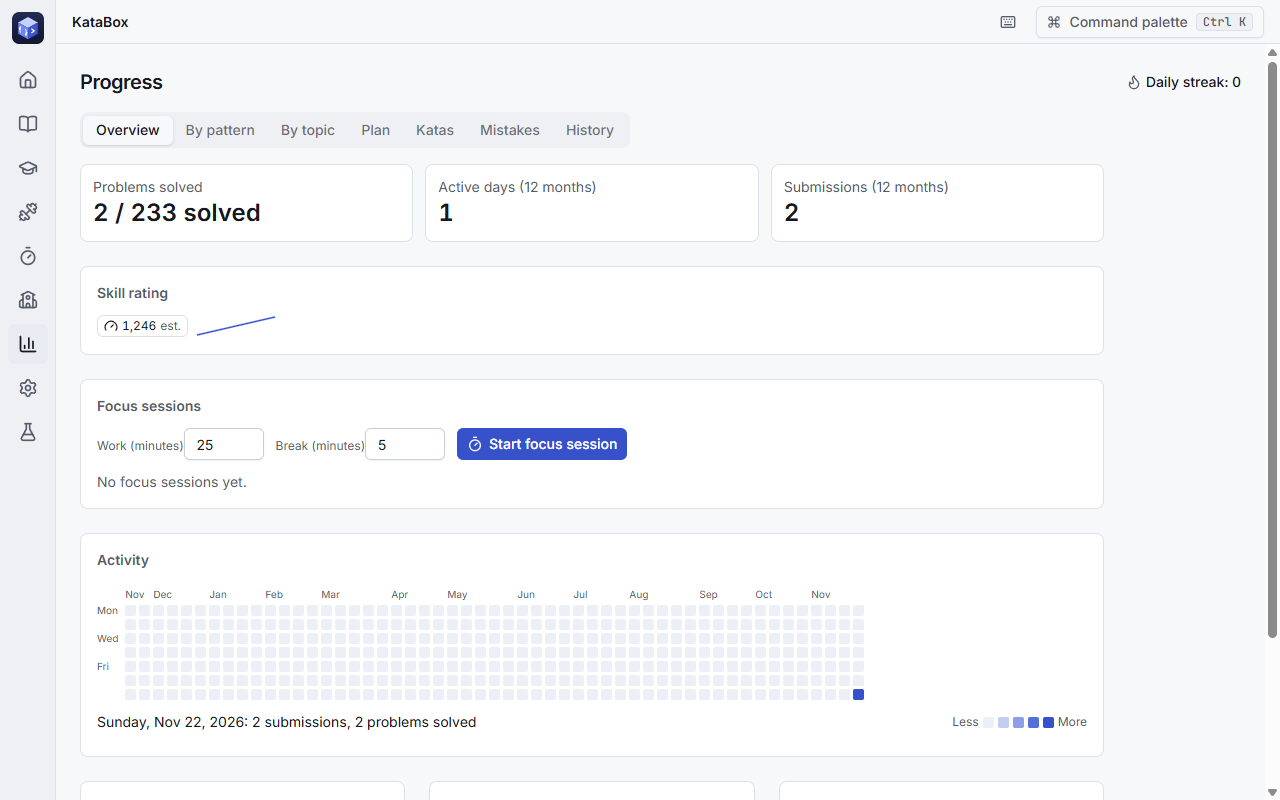 KataBox
Command palette Ctrl K
Progress
Daily streak: 0
Overview By pattern By topic Plan Katas Mistakes History
Problems solved
2 / 233 solved
Active days (12 months)
1
Submissions (12 months)
2
Skill rating
1,246 est.
Focus sessions
Work (minutes) 25 Break (minutes) 5 Start focus session
No focus sessions yet.
Activity
Nov Dec Jan Feb Mar Apr May Jun Jul Aug Sep Oct Nov
Mon
Wed
Fri
Sunday, Nov 22, 2026: 2 submissions, 2 problems solved
Less More